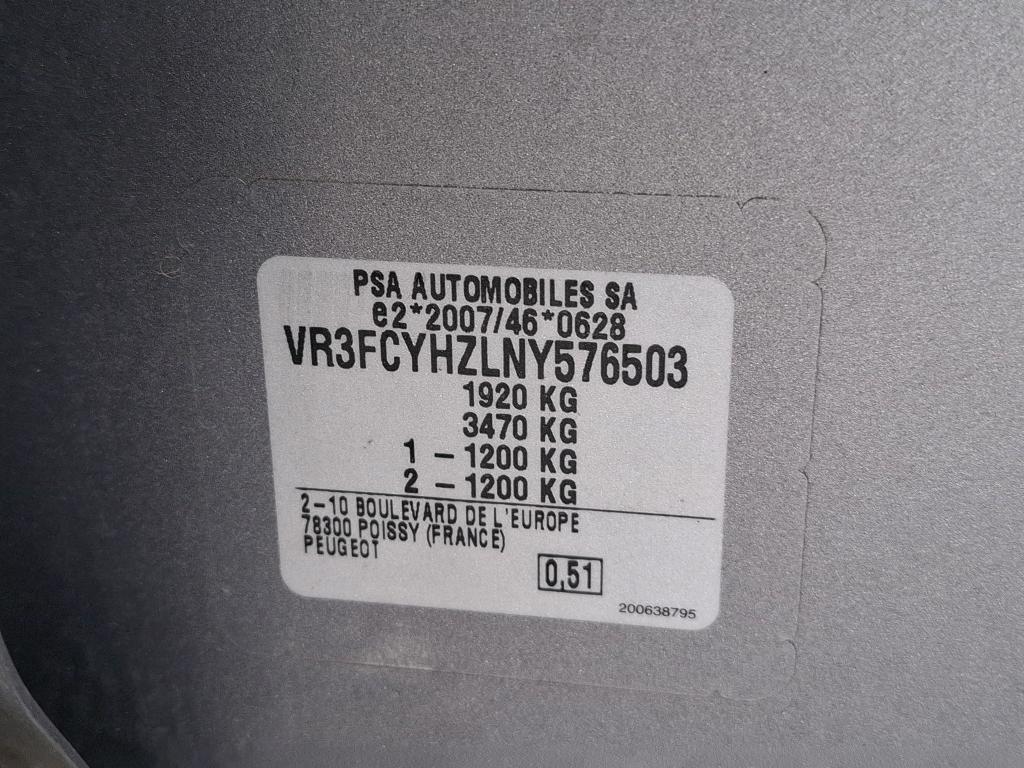 PSA AUTOMOBILES SA
e2*2007/46*0628
VR3FCYHZLNY576503
1920 KG
3470 KG
1 – 1200 KG
2 – 1200 KG
2–10 BOULEVARD DE L'EUROPE
78300 POISSY (FRANCE)
PEUGEOT
0,51
200638795